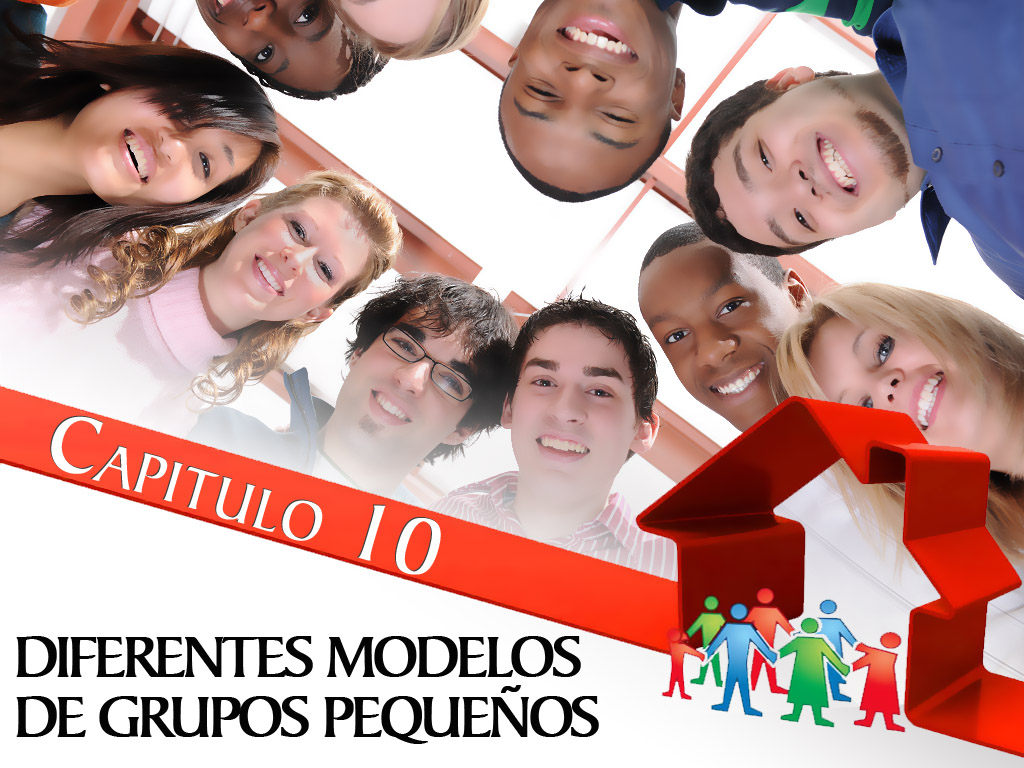 CAPITULO 10
DIFERENTES MODELOS
DE GRUPOS PEQUEÑOS